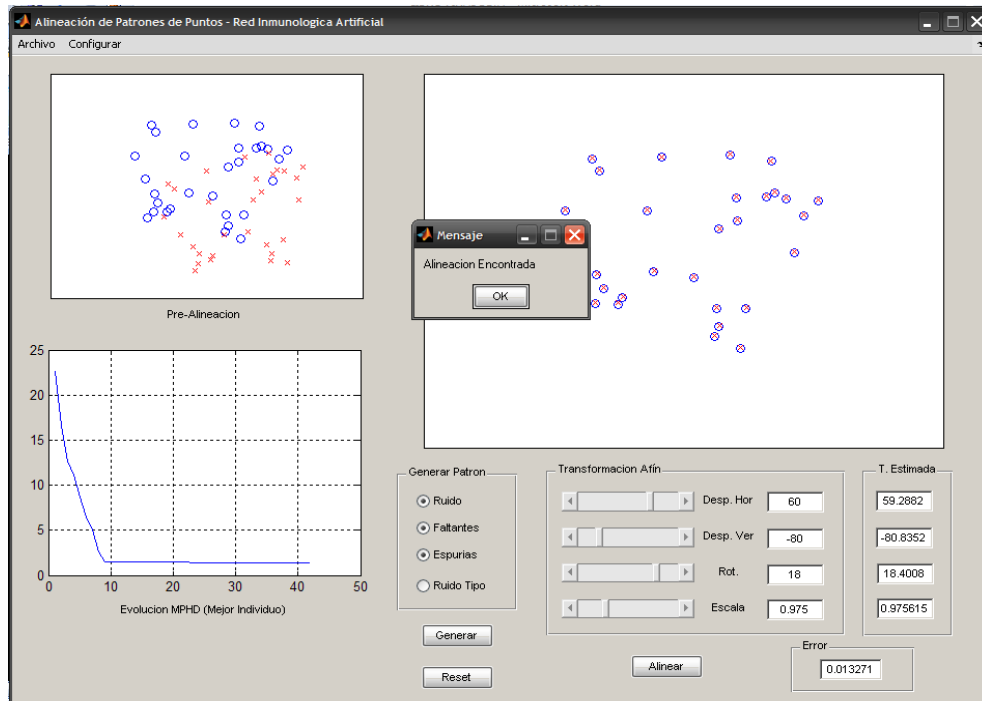 Alineación de Patrones de Puntos - Red Inmunologica Artificial
Archivo Configurar
Pre-Alineacion
Mensaje
Alineacion Encontrada
OK
25
20
15
10
5
0
0 10 20 30 40 50
Evolucion MPHD (Mejor Individuo)
Generar Patron
Ruido
Faltantes
Espurias
Ruido Tipo
Generar
Reset
Transformacion Afín
Desp. Hor 60
Desp. Ver -80
Rot. 18
Escala 0.975
T. Estimada
59.2882
-80.8352
18.4008
0.975615
Alinear
Error
0.013271